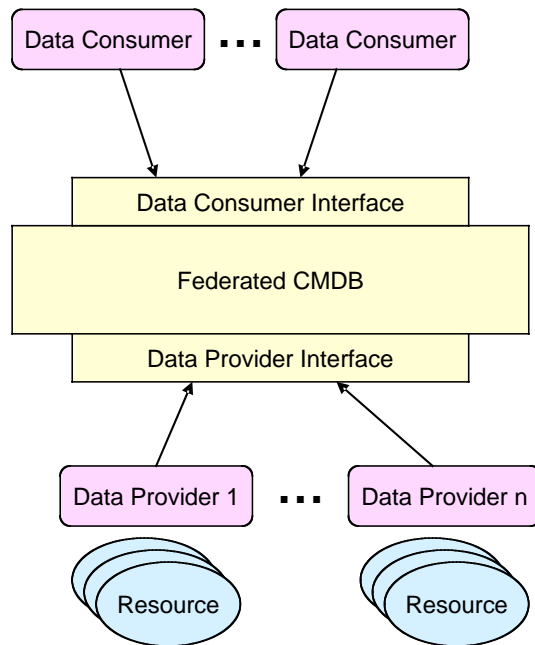 Data Consumer ... Data Consumer
Data Consumer Interface
Federated CMDB
Data Provider Interface
Data Provider 1 ... Data Provider n
Resource Resource